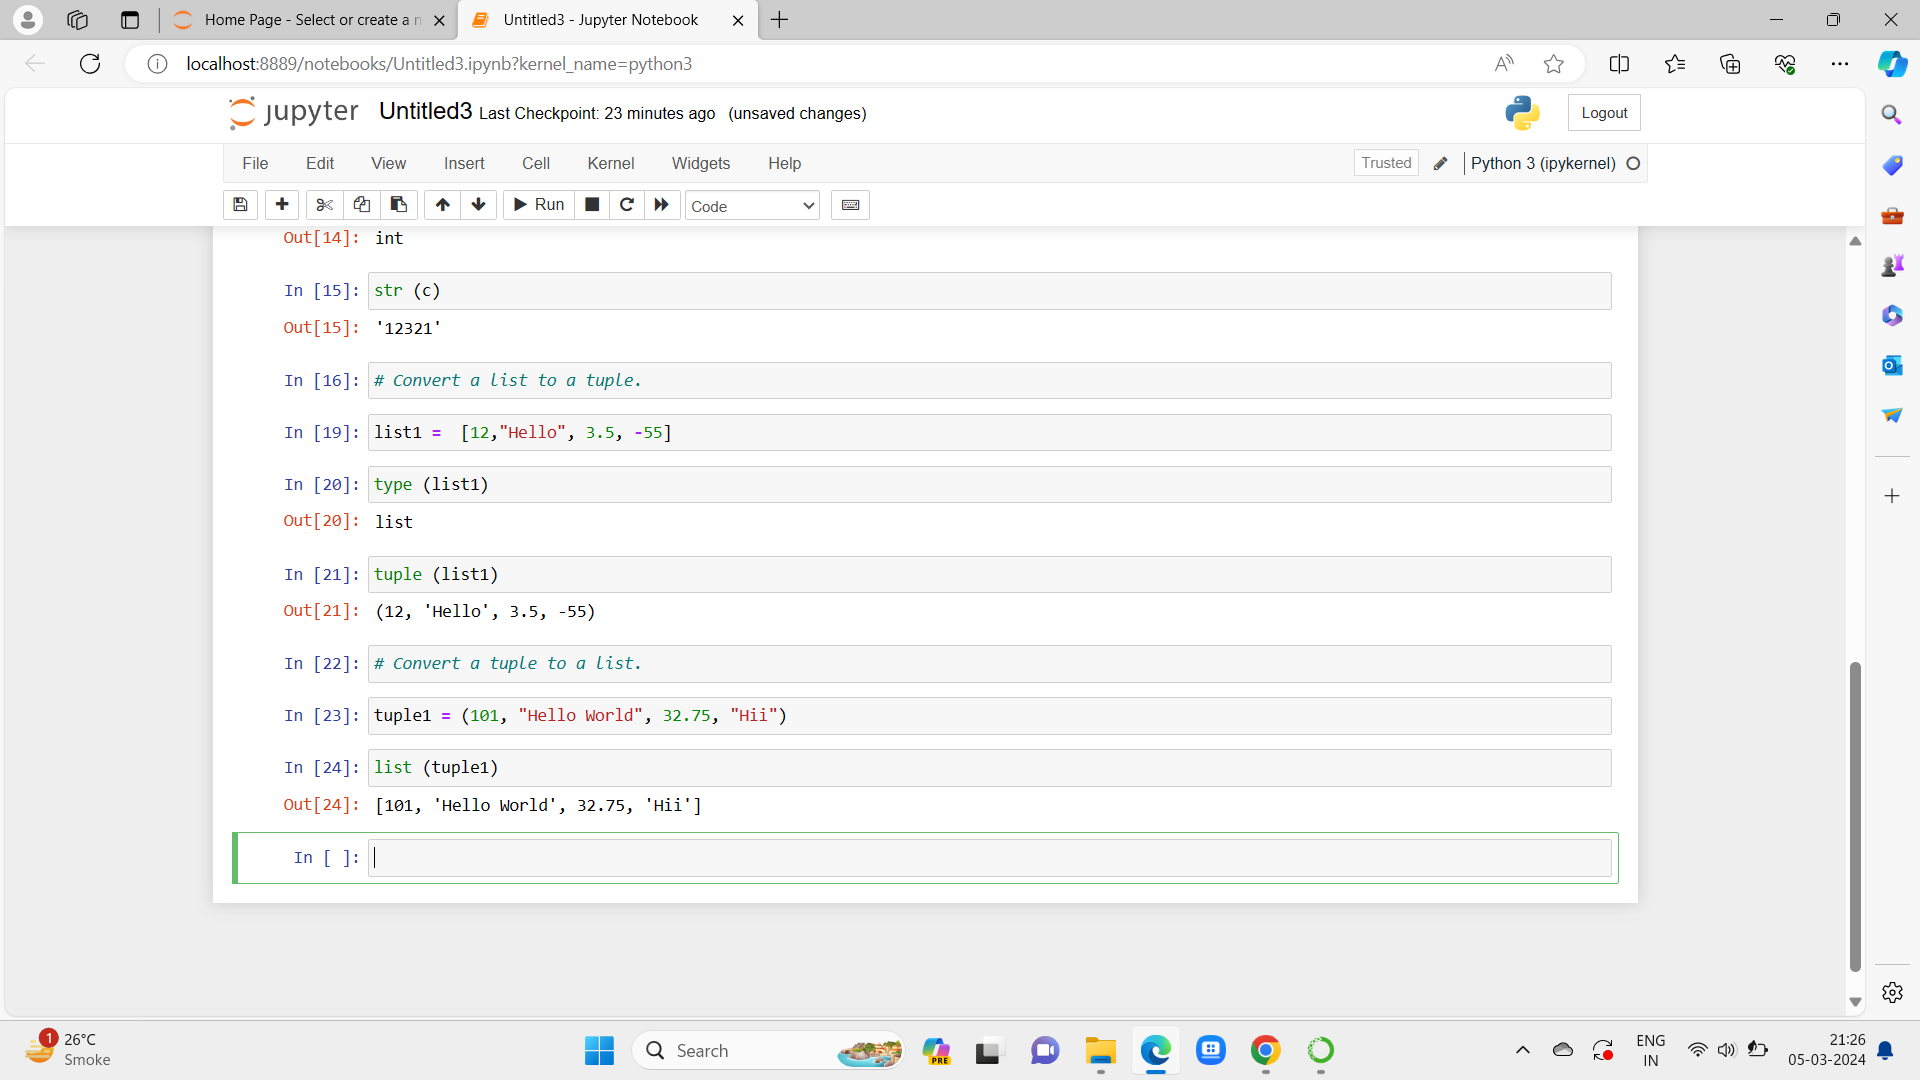 Home Page - Select or create a n
Untitled3 - Jupyter Notebook
localhost:8889/notebooks/Untitled3.ipynb?kernel_name=python3
jupyter Untitled3 Last Checkpoint: 23 minutes ago (unsaved changes)
Logout
File Edit View Insert Cell Kernel Widgets Help
Trusted
Python 3 (ipykernel)
Run
Code
Out[14]: int
In [15]: str (c)
Out[15]: '12321'
In [16]: # Convert a list to a tuple.
In [19]: list1 =  [12,"Hello", 3.5, -55]
In [20]: type (list1)
Out[20]: list
In [21]: tuple (list1)
Out[21]: (12, 'Hello', 3.5, -55)
In [22]: # Convert a tuple to a list.
In [23]: tuple1 = (101, "Hello World", 32.75, "Hii")
In [24]: list (tuple1)
Out[24]: [101, 'Hello World', 32.75, 'Hii']
In [ ]:
1
26°C
Smoke
Search
PRE
ENG
IN
21:26
05-03-2024